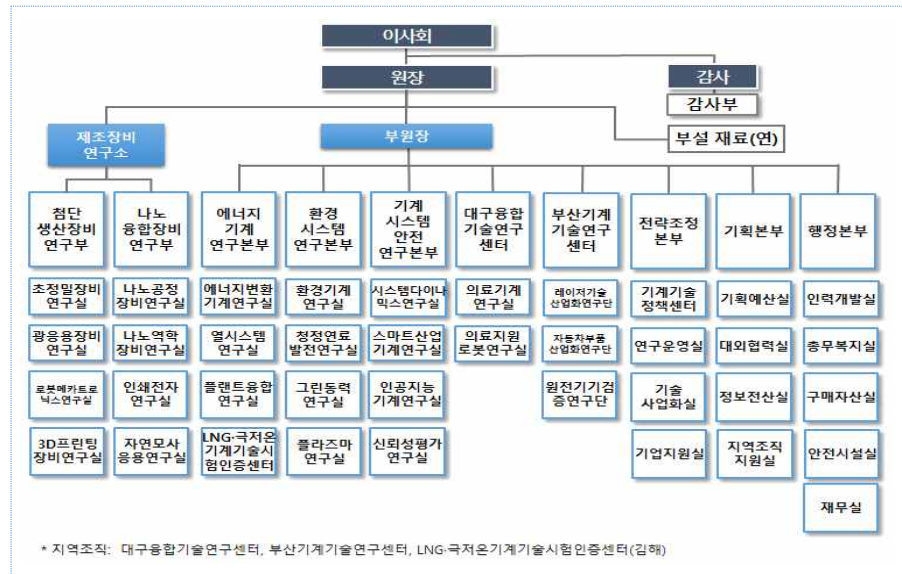 이사회
원장
감사
감사부
제조장비
연구소
부원장
부설 재료(연)
첨단
생산장비
연구부
나노
융합장비
연구부
에너지
기계
연구본부
환경
시스템
연구본부
기계
시스템
안전
연구본부
대구융합
기술연구
센터
부산기계
기술연구
센터
전략조정
본부
기획본부
행정본부
초정밀장비
연구실
나노공정
장비연구실
에너지변환
기계연구실
환경기계
연구실
시스템다이나
믹스연구실
의료기계
연구실
레이저기술
산업화연구단
기계기술
정책센터
기획예산실
인력개발실
광응용장비
연구실
나노역학
장비연구실
열시스템
연구실
청정연료
발전연구실
스마트산업
기계연구실
의료지원
로봇연구실
자동차부품
산업화연구단
연구운영실
대외협력실
총무복지실
로봇메카트로
닉스연구실
인쇄전자
연구실
플랜트융합
연구실
그린동력
연구실
인공지능
기계연구실
원전기기검
증연구단
기술
사업화실
정보전산실
구매자산실
3D프린팅
장비연구실
자연모사
응용연구실
LNG·극저온
기계기술시
험인증센터
플라즈마
연구실
신뢰성평가
연구실
기업지원실
지역조직
지원실
안전시설실
재무실
* 지역조직: 대구융합기술연구센터, 부산기계기술연구센터, LNG·극저온기계기술시험인증센터(김해)